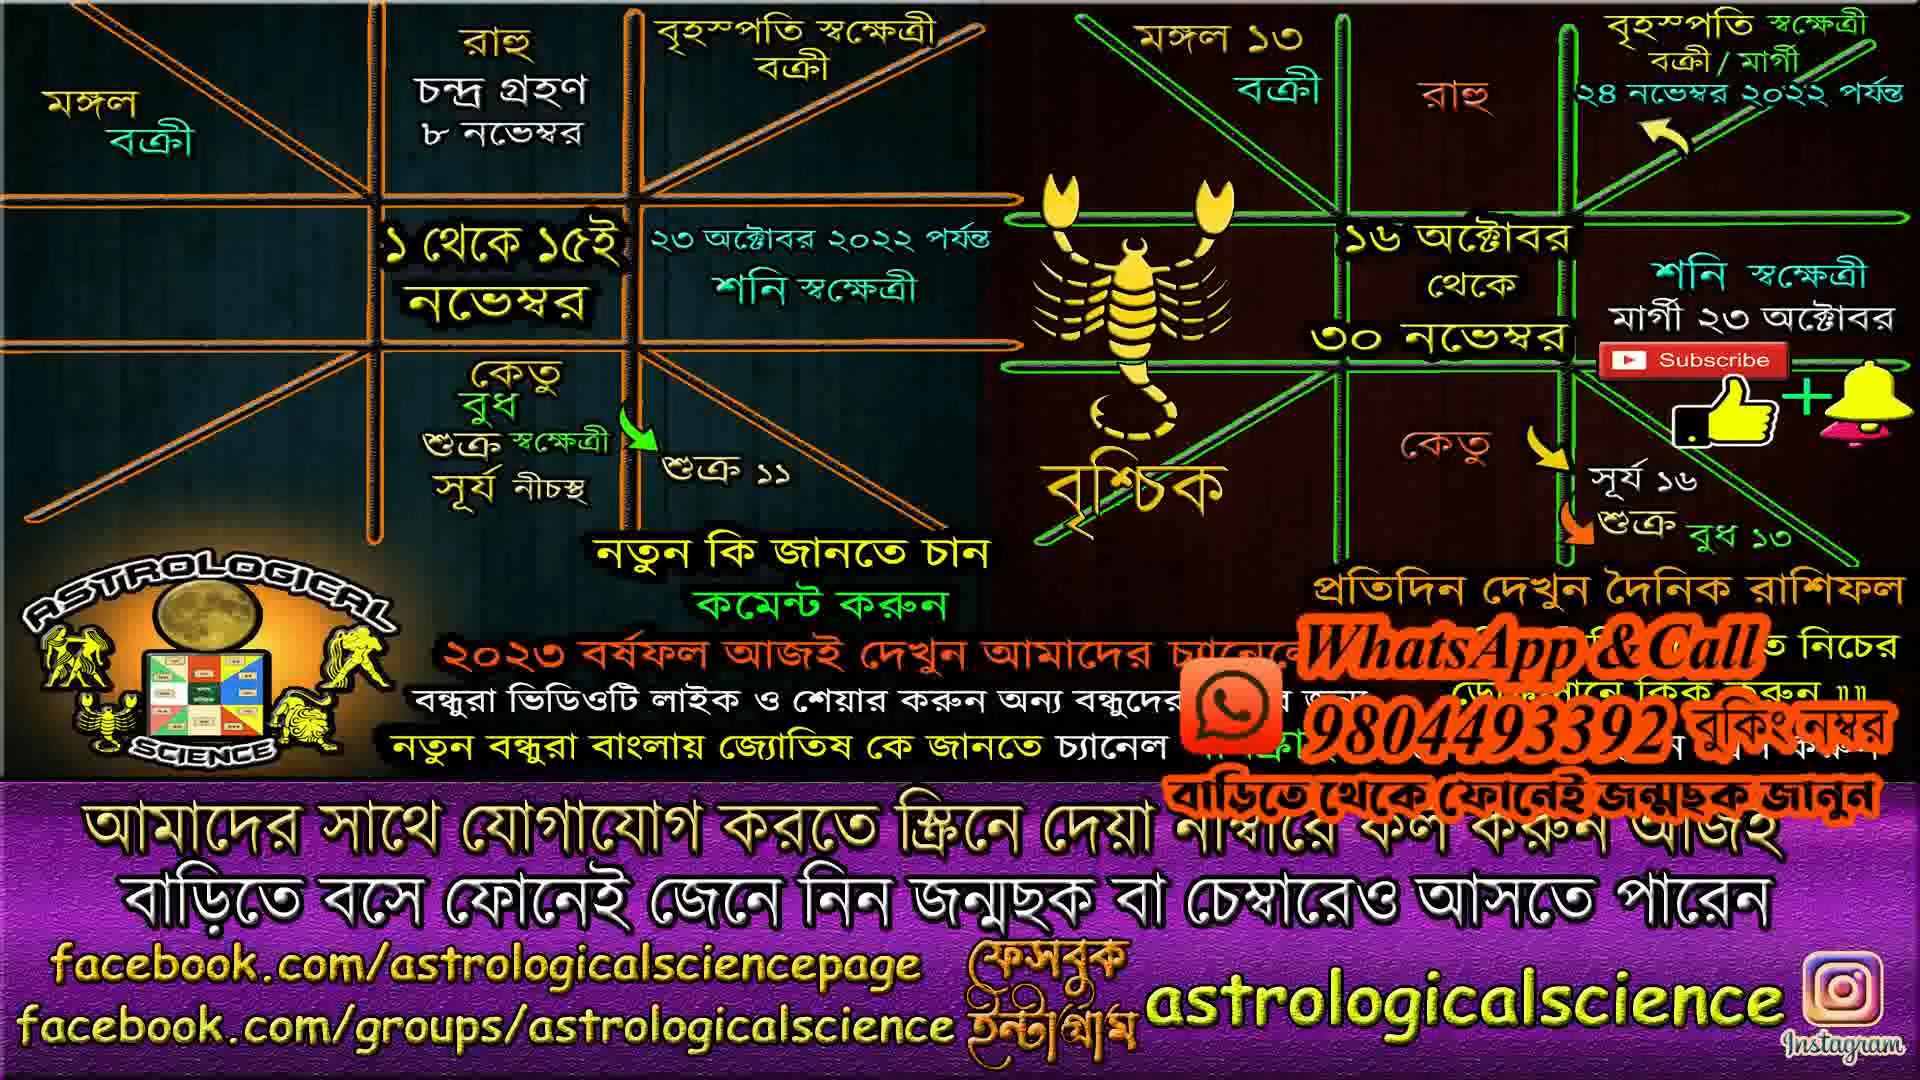 মঙ্গল
বক্রী
রাহু
চন্দ্র গ্রহণ
৮ নভেম্বর
বৃহস্পতি স্বক্ষেত্রী
বক্রী
১ থেকে ১৫ই
নভেম্বর
২৩ অক্টোবর ২০২২ পর্যন্ত
শনি স্বক্ষেত্রী
কেতু
বুধ
শুক্র স্বক্ষেত্রী
সূর্য নীচস্থ
শুক্র ১১
মঙ্গল ১৩
বক্রী
রাহু
বৃহস্পতি স্বক্ষেত্রী
বক্রী / মার্গী
২৪ নভেম্বর ২০২২ পর্যন্ত
১৬ অক্টোবর
থেকে
৩০ নভেম্বর
শনি স্বক্ষেত্রী
মার্গী ২৩ অক্টোবর
Subscribe
কেতু
সূর্য ১৬
শুক্র বুধ ১৩
বৃশ্চিক
নতুন কি জানতে চান
কমেন্ট করুন
প্রতিদিন দেখুন দৈনিক রাশিফল
ASTROLOGICAL
SCIENCE
২০২৩ বর্ষফল আজই দেখুন আমাদের চ্যানেলে
নিচের
বন্ধুরা ভিডিওটি লাইক ও শেয়ার করুন অন্য বন্ধুদের
নতুন বন্ধুরা বাংলায় জ্যোতিষ কে জানতে চ্যানেল
WhatsApp & Call
9804493392 বুকিং নম্বর
বাড়িতে থেকে ফোনেই জন্মছক জানুন
আমাদের সাথে যোগাযোগ করতে স্ক্রিনে দেয়া নাম্বারে কল করুন আজই
বাড়িতে বসে ফোনেই জেনে নিন জন্মছক বা চেম্বারেও আসতে পারেন
facebook.com/astrologicalsciencepage
facebook.com/groups/astrologicalscience
ফেসবুক
ইন্টাগ্রাম
astrologicalscience
Instagram